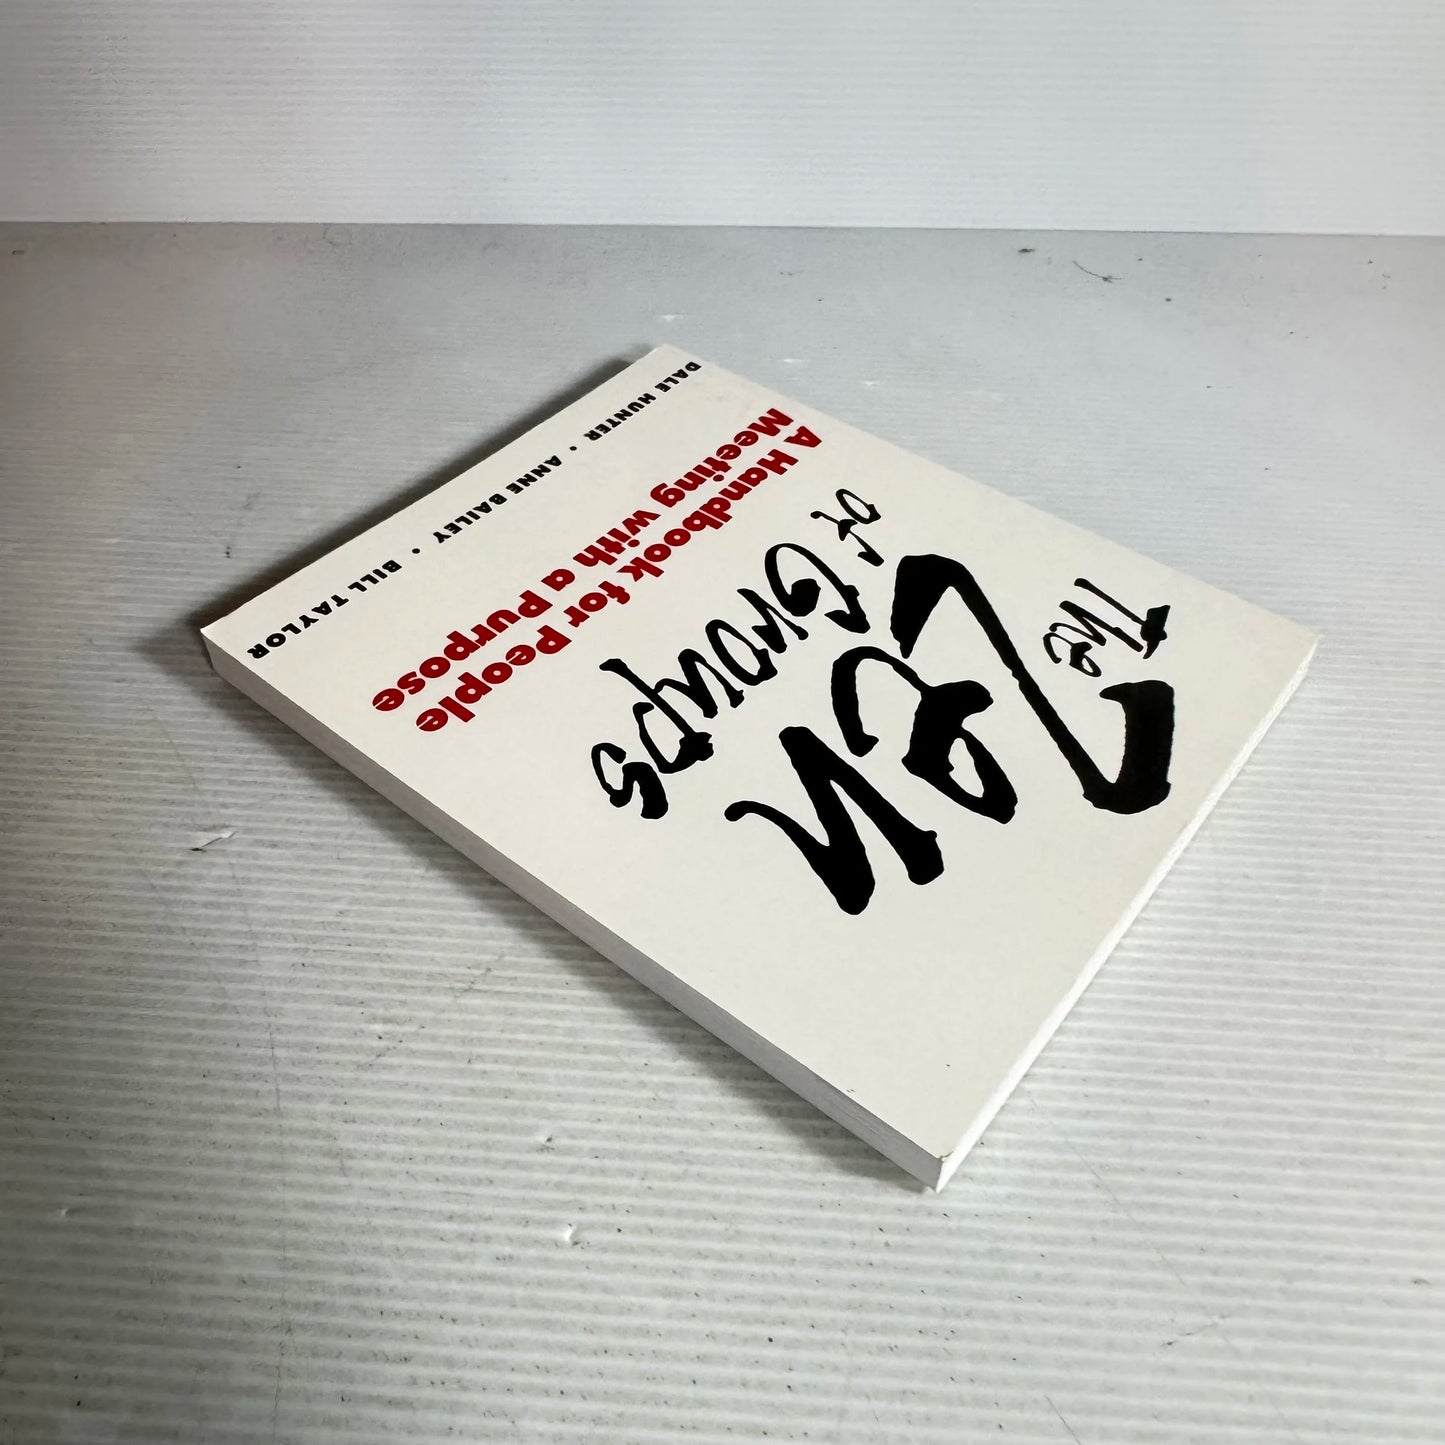 The
Zen
of Groups
A Handbook for People
Meeting with a Purpose
DALE HUNTER • ANNE BAILEY • BILL TAYLOR